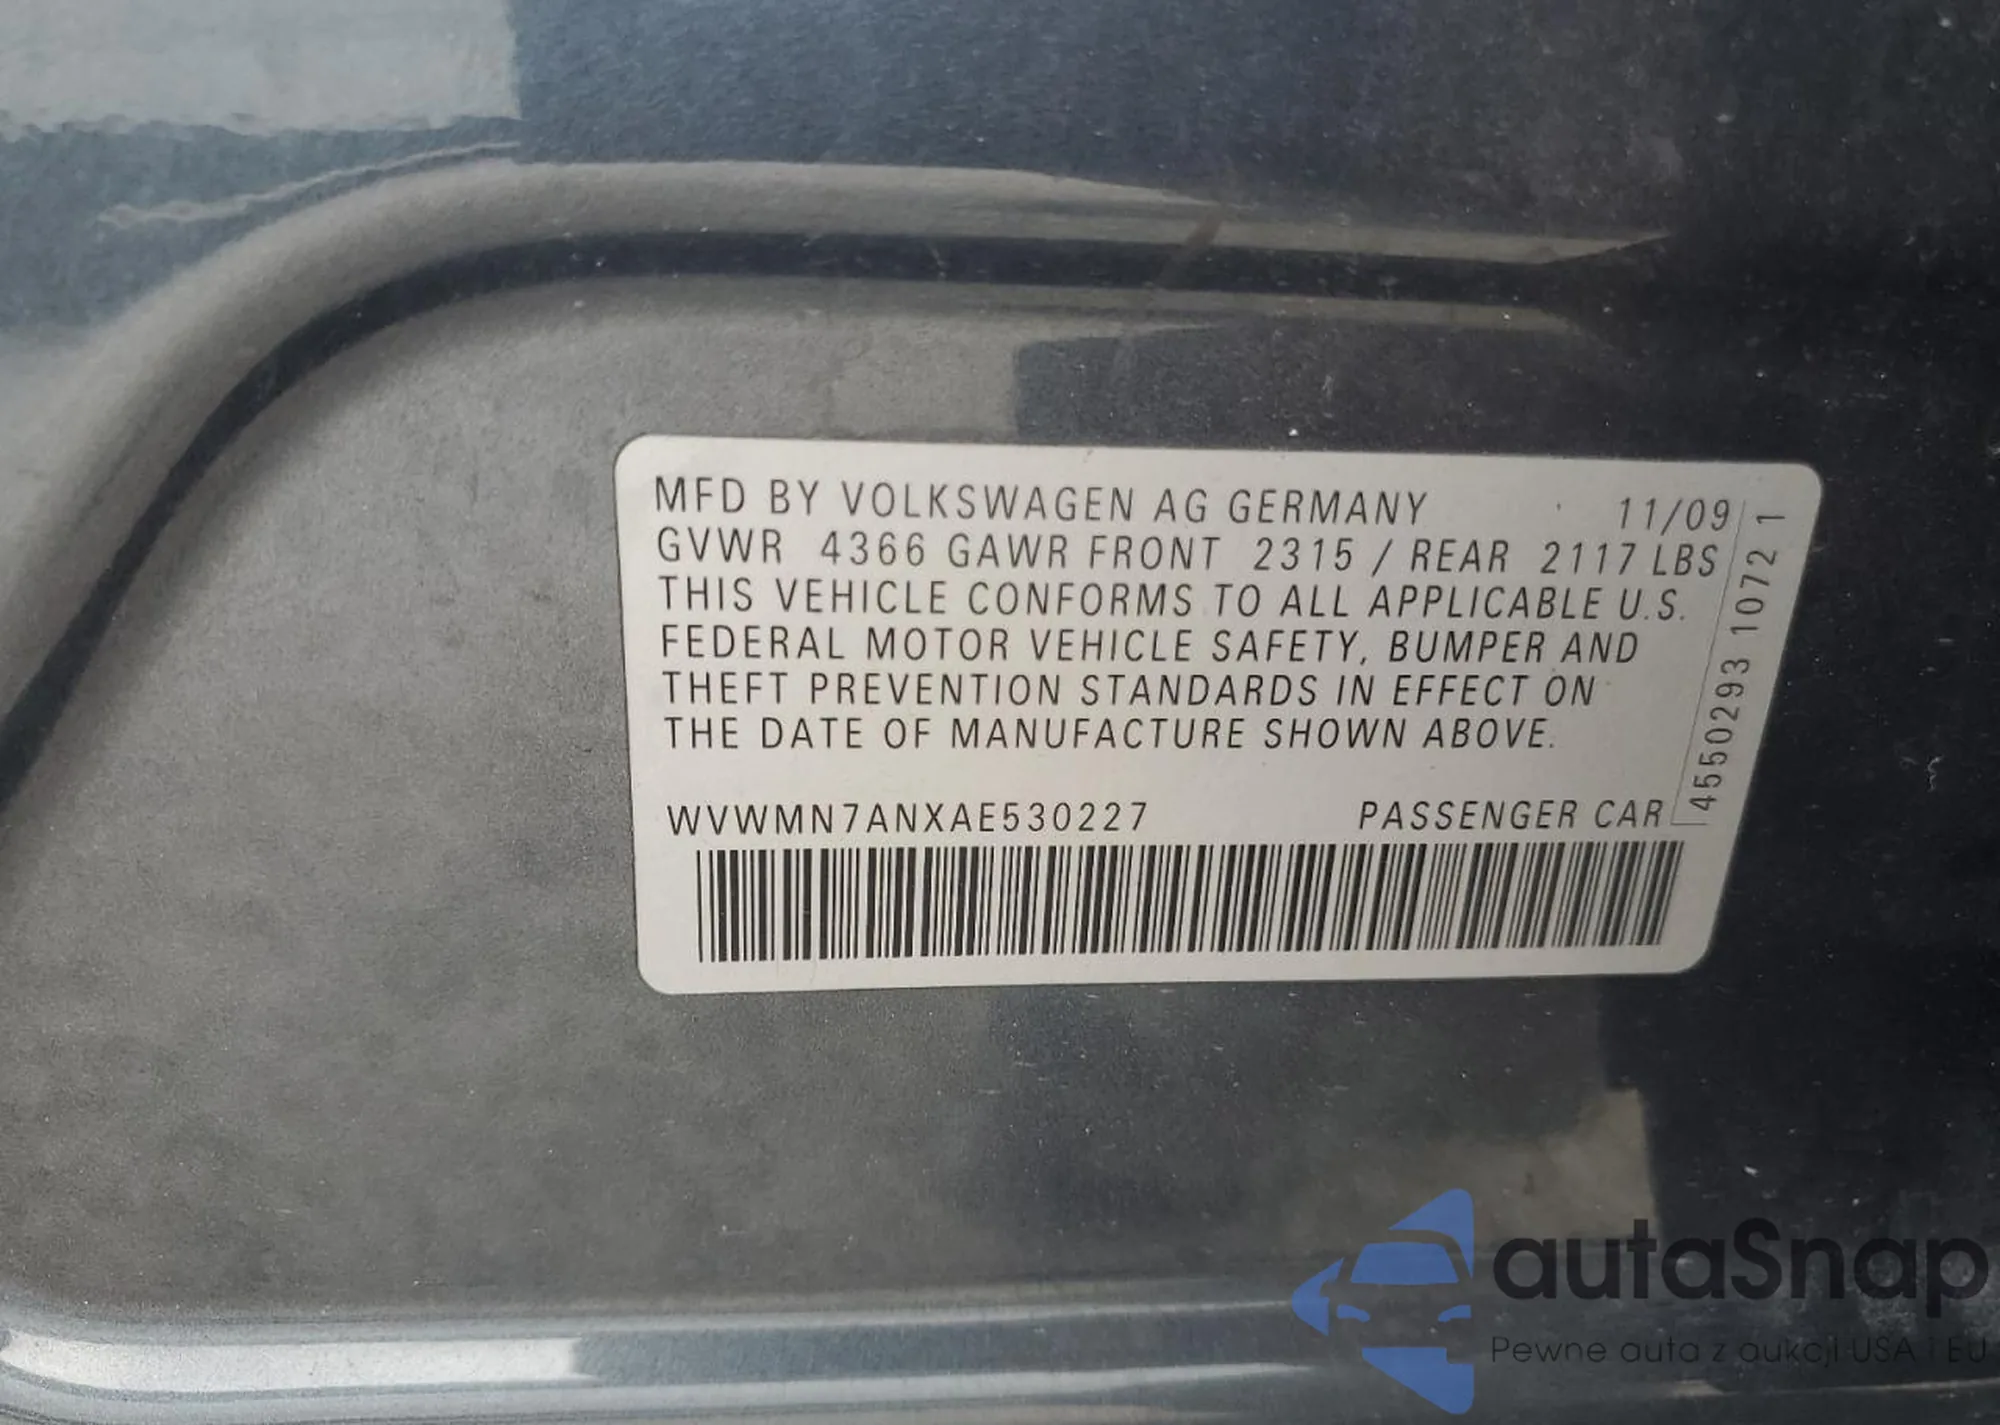 MFD BY VOLKSWAGEN AG GERMANY 11/09
GVWR 4366 GAWR FRONT 2315 / REAR 2117 LBS
THIS VEHICLE CONFORMS TO ALL APPLICABLE U.S.
FEDERAL MOTOR VEHICLE SAFETY, BUMPER AND
THEFT PREVENTION STANDARDS IN EFFECT ON
THE DATE OF MANUFACTURE SHOWN ABOVE.
WVWMN7ANXAE530227 PASSENGER CAR
4550293 1072 1
autaSnap
Pewne auta z aukcji USA i EU